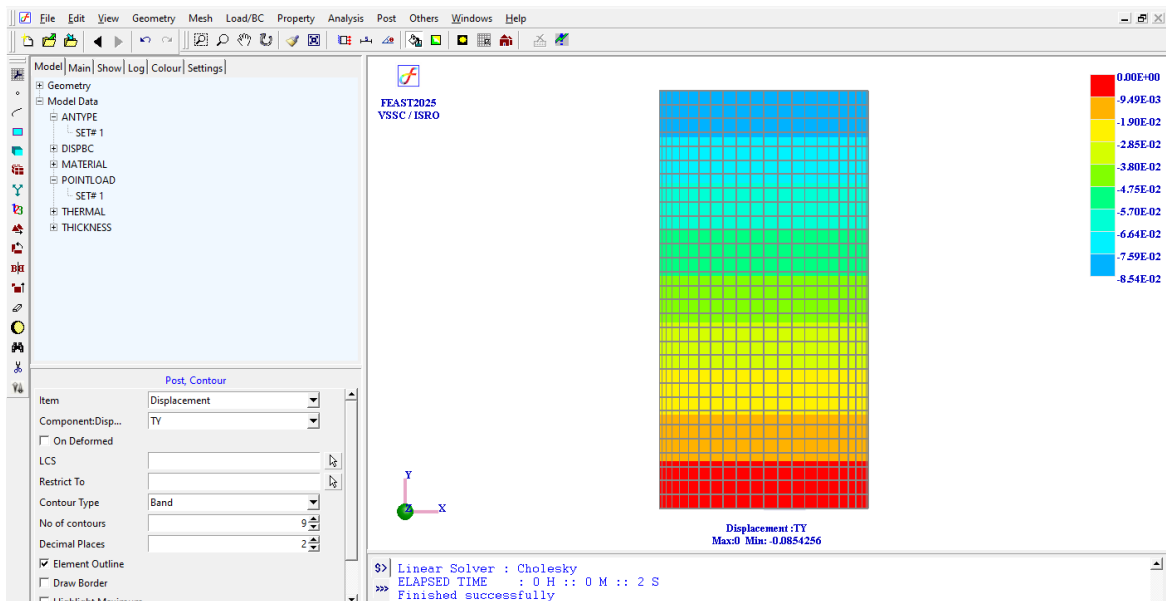 File Edit View Geometry Mesh Load/BC Property Analysis Post Others Windows Help
Model Main Show Log Colour Settings
Geometry
Model Data
ANTYPE
SET# 1
DISPBC
MATERIAL
POINTLOAD
SET# 1
THERMAL
THICKNESS
Post, Contour
Item Displacement
Component:Disp... TY
On Deformed
LCS
Restrict To
Contour Type Band
No of contours 9
Decimal Places 2
Element Outline
Draw Border
FEAST2025
VSSC / ISRO
0.00E+00
-9.49E-03
-1.90E-02
-2.85E-02
-3.80E-02
-4.75E-02
-5.70E-02
-6.64E-02
-7.59E-02
-8.54E-02
Y
Z X
Displacement :TY
Max:0 Min: -0.0854256
$> Linear Solver : Cholesky
>>> ELAPSED TIME : 0 H :: 0 M :: 2 S
Finished successfully